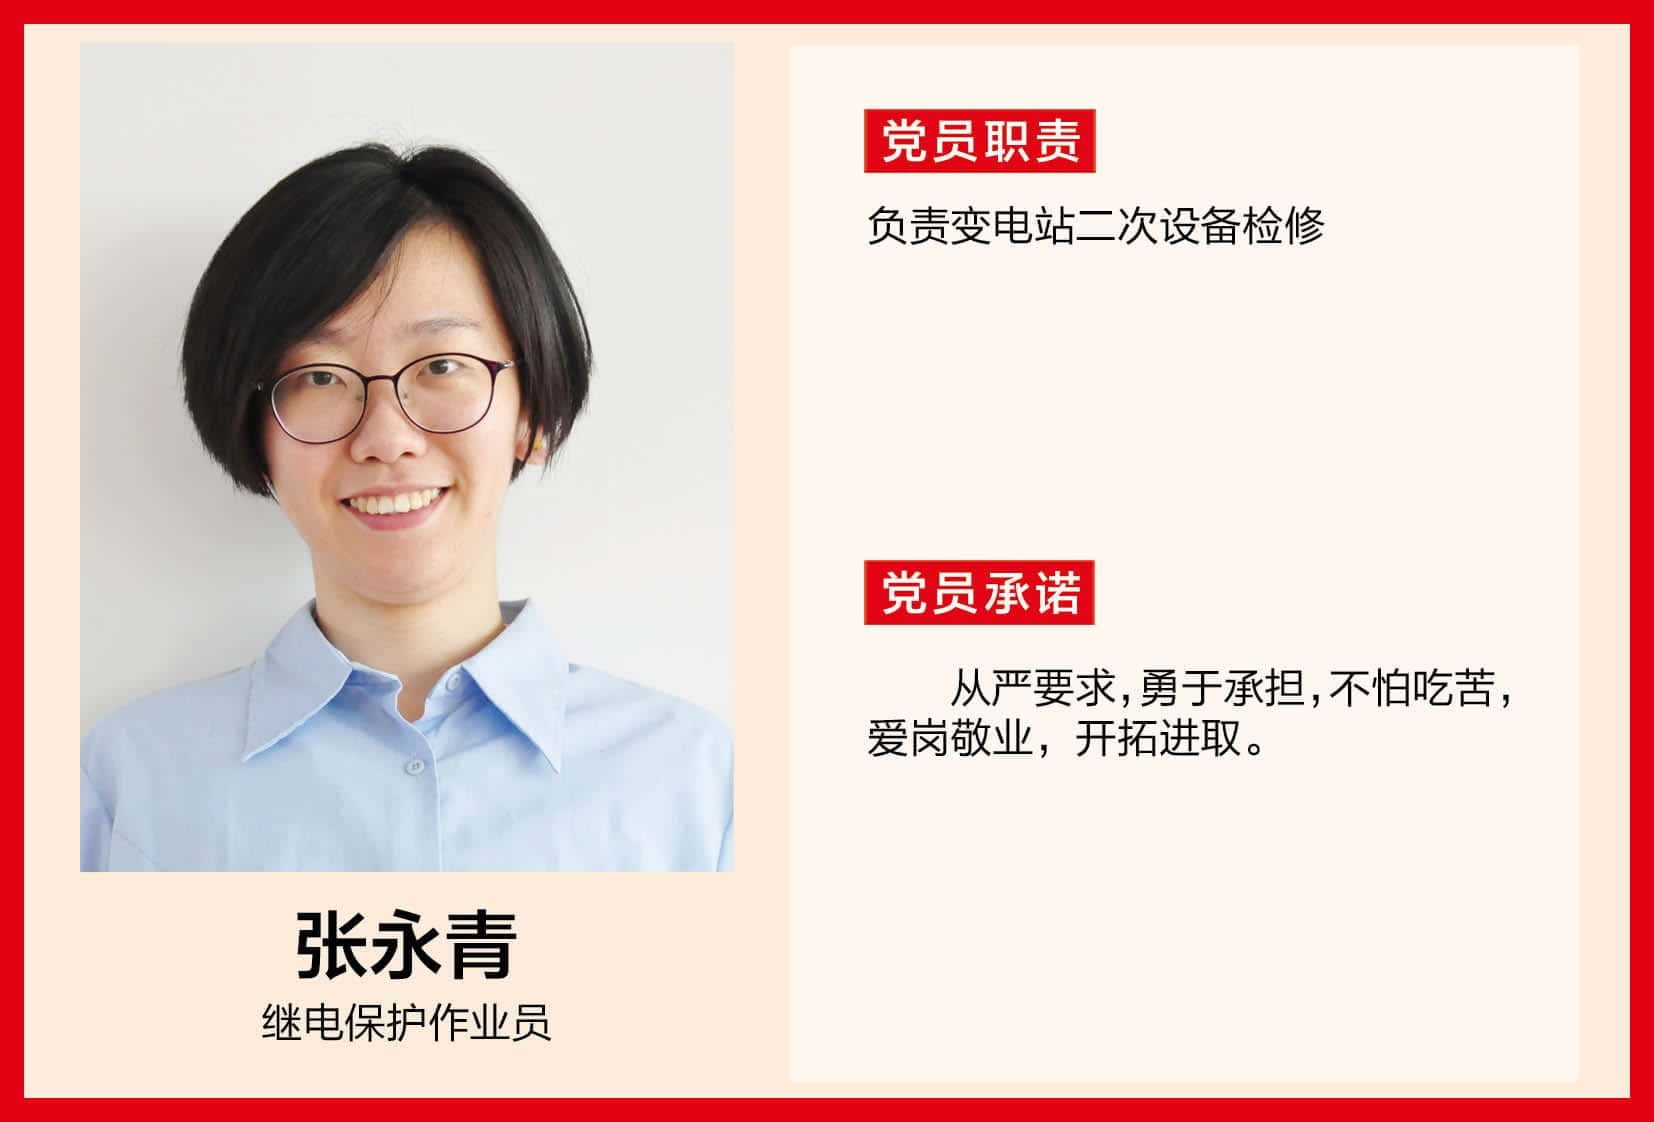 党员职责
负责变电站二次设备检修
党员承诺
从严要求，勇于承担，不怕吃苦，
爱岗敬业，开拓进取。
张永青
继电保护作业员